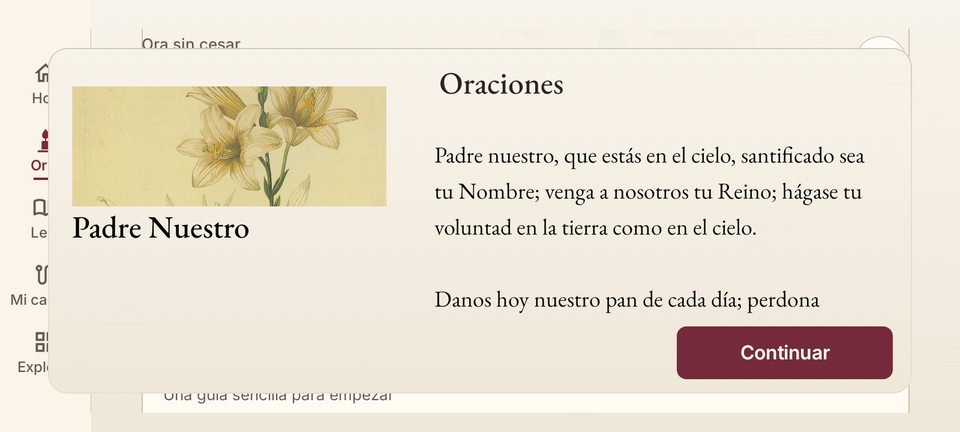 Ora sin cesar
Oraciones
Padre nuestro, que estás en el cielo, santificado sea
tu Nombre; venga a nosotros tu Reino; hágase tu
voluntad en la tierra como en el cielo.
Danos hoy nuestro pan de cada día; perdona
Padre Nuestro
Continuar
Ho
Or
Le
Mi ca
Explo
Una guía sencilla para empezar